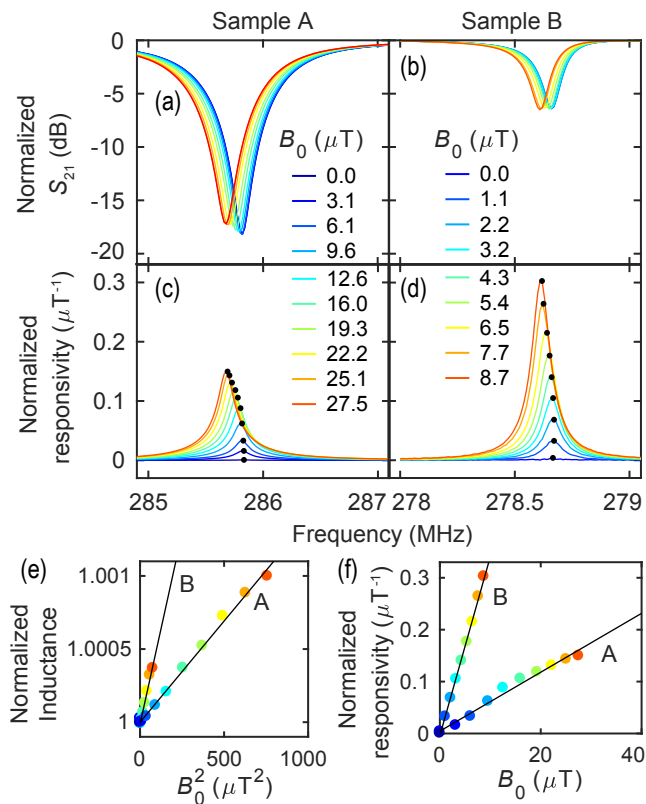 Sample A Sample B
0
-5
-10
-15
-20
Normalized
S21 (dB)
(a)
(b)
B0 (μT)
0.0
3.1
6.1
9.6
12.6
16.0
19.3
22.2
25.1
27.5
B0 (μT)
0.0
1.1
2.2
3.2
4.3
5.4
6.5
7.7
8.7
0.3
0.2
0.1
0
Normalized
responsivity (μT-1)
(c)
(d)
285 286 287 278 278.5 279
Frequency (MHz)
(e)
1.001
1.0005
1
Normalized
Inductance
B
A
0 500 1000
B0^2 (μT^2)
(f)
0.3
0.2
0.1
0
Normalized
responsivity (μT-1)
B
A
0 20 40
B0 (μT)